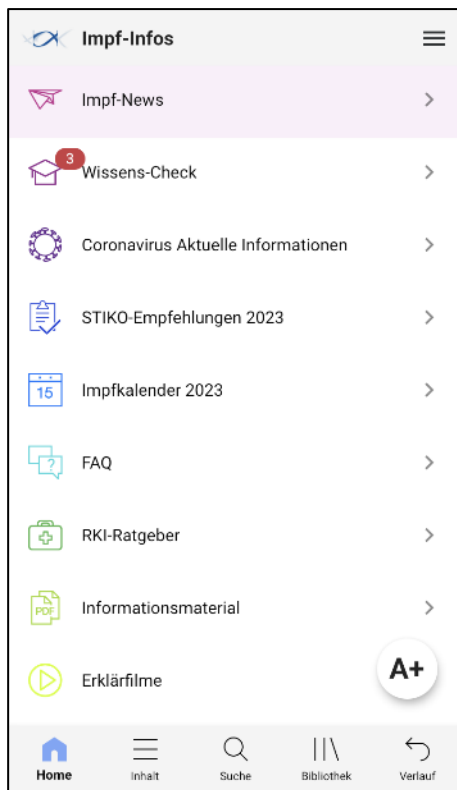 Impf-Infos
Impf-News
3
Wissens-Check
Coronavirus Aktuelle Informationen
STIKO-Empfehlungen 2023
15
Impfkalender 2023
?
FAQ
RKI-Ratgeber
PDF
Informationsmaterial
Erklärfilme
A+
Home Inhalt Suche Bibliothek Verlauf